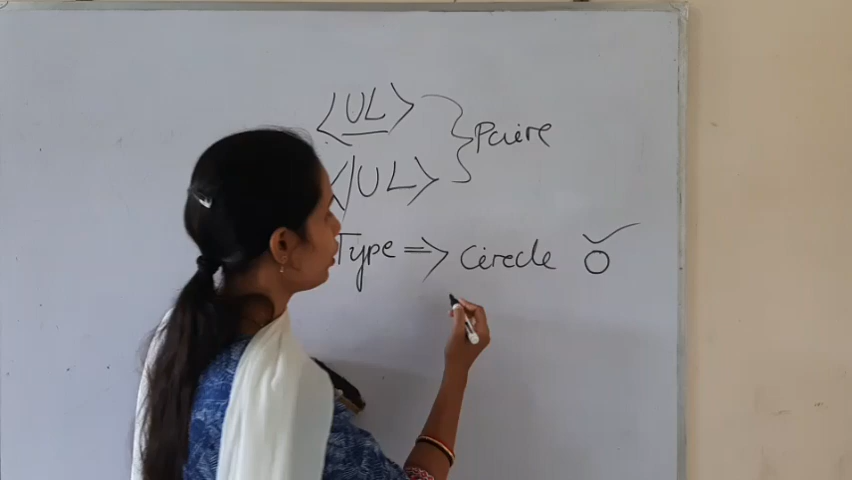 <UL> } Paire
</UL>
Type => Circle